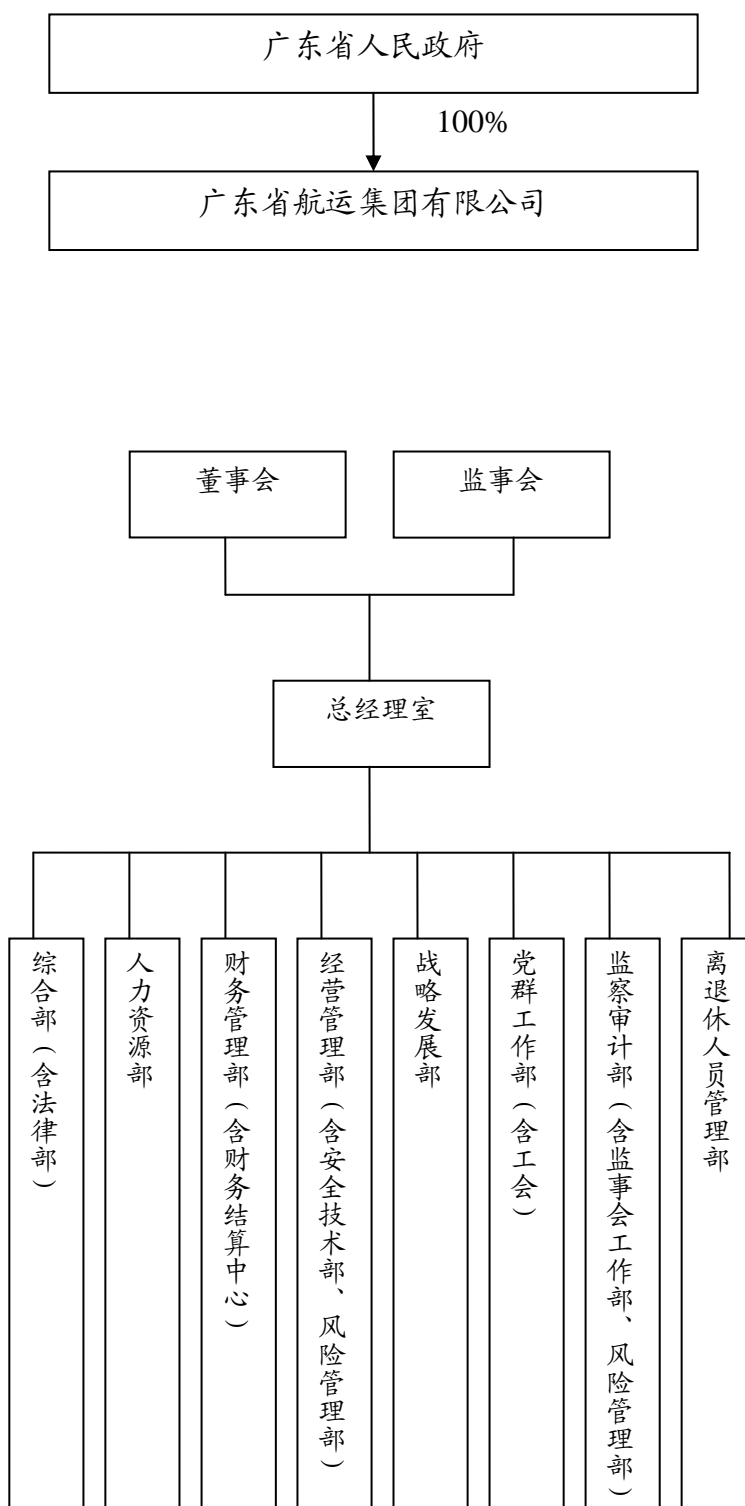 广东省人民政府
100%
广东省航运集团有限公司
董事会
监事会
总经理室
综合部（含法律部）
人力资源部
财务管理部（含财务结算中心）
经营管理部（含安全技术部、风险管理部）
战略发展部
党群工作部（含工会）
监察审计部（含监事会工作部、风险管理部）
离退休人员管理部